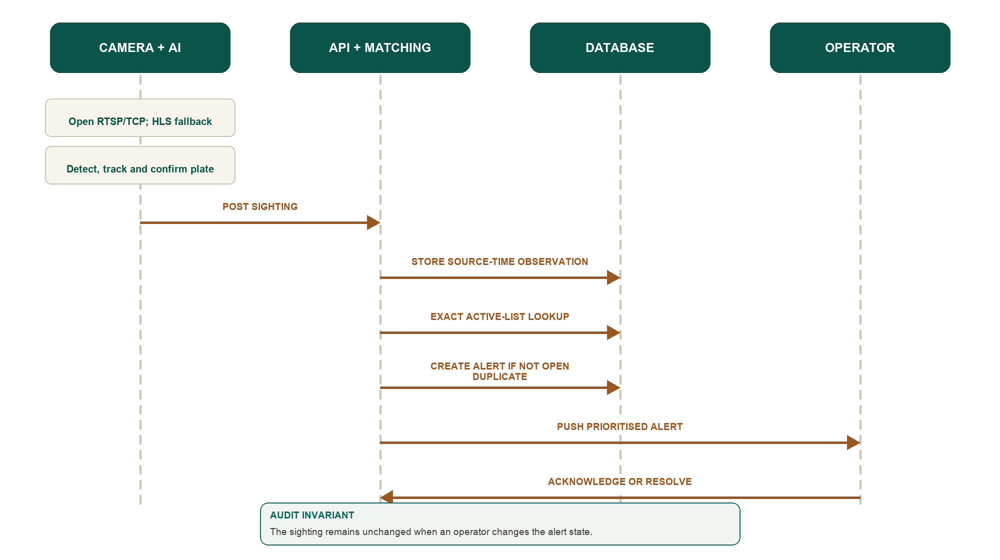 CAMERA + AI
API + MATCHING
DATABASE
OPERATOR
Open RTSP/TCP; HLS fallback
Detect, track and confirm plate
POST SIGHTING
STORE SOURCE-TIME OBSERVATION
EXACT ACTIVE-LIST LOOKUP
CREATE ALERT IF NOT OPEN
DUPLICATE
PUSH PRIORITISED ALERT
ACKNOWLEDGE OR RESOLVE
AUDIT INVARIANT
The sighting remains unchanged when an operator changes the alert state.